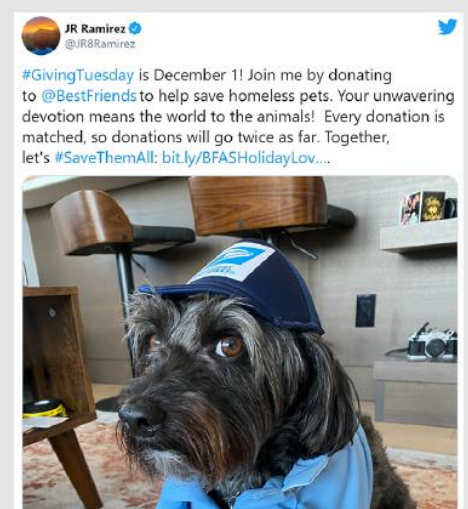 JR Ramirez
@JR8Ramirez
#GivingTuesday is December 1! Join me by donating
to @BestFriends to help save homeless pets. Your unwavering
devotion means the world to the animals!  Every donation is
matched, so donations will go twice as far. Together,
let's #SaveThemAll: bit.ly/BFASHolidayLov....